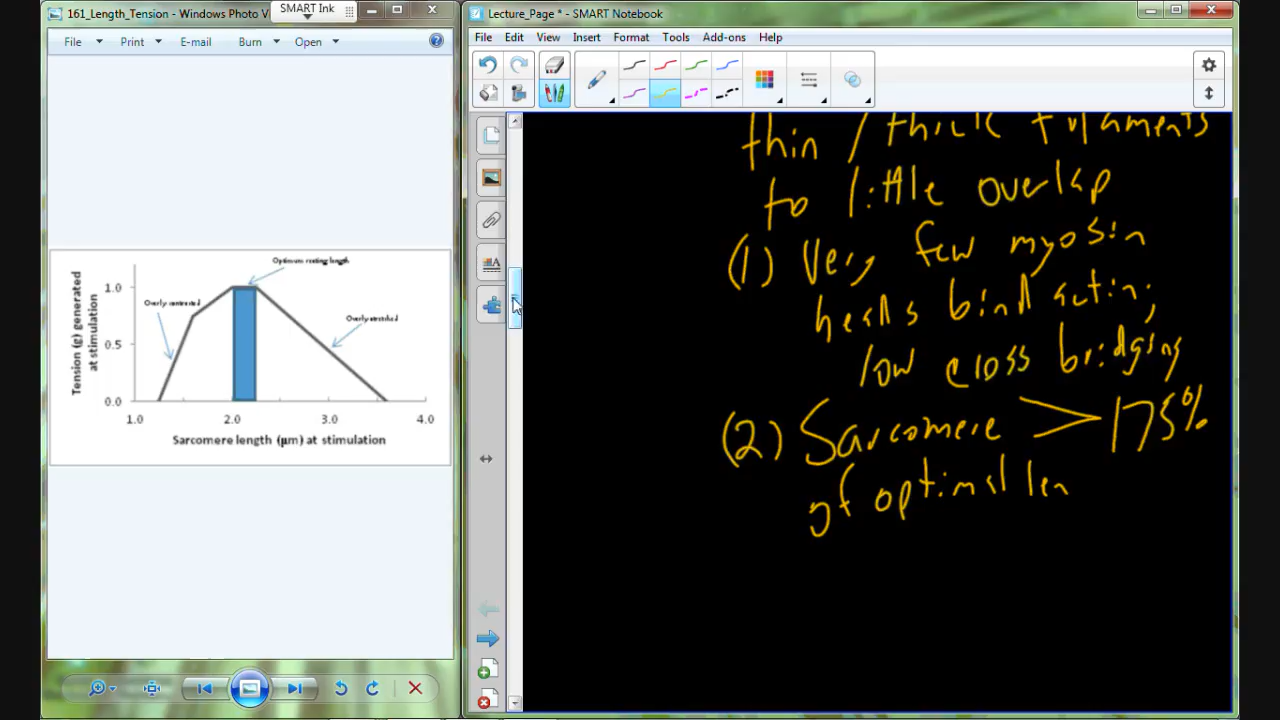 161_Length_Tension - Windows Photo V
SMART Ink
File Print E-mail Burn Open
Optimum resting length
Overly contracted
Overly stretched
Tension (g) generated
at stimulation
1.0
0.5
0.0
1.0 2.0 3.0 4.0
Sarcomere length (μm) at stimulation
Lecture_Page * - SMART Notebook
File Edit View Insert Format Tools Add-ons Help
thin / thick filaments
to little overlap
(1) Very few myosin
heads bind actin;
low cross bridging
(2) Sarcomere > 175%
of optimal len